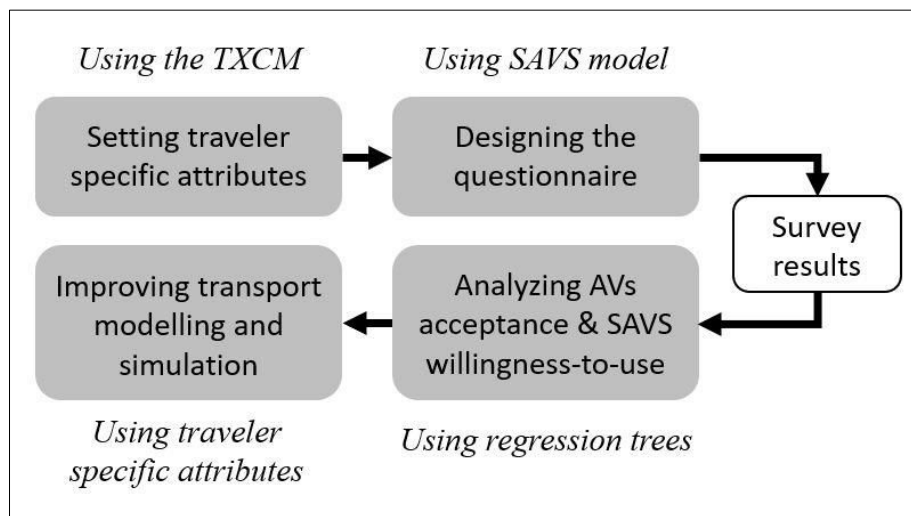 Using the TXCM
Setting traveler
specific attributes
Using SAVS model
Designing the
questionnaire
Survey
results
Analyzing AVs
acceptance & SAVS
willingness-to-use
Using regression trees
Improving transport
modelling and
simulation
Using traveler
specific attributes